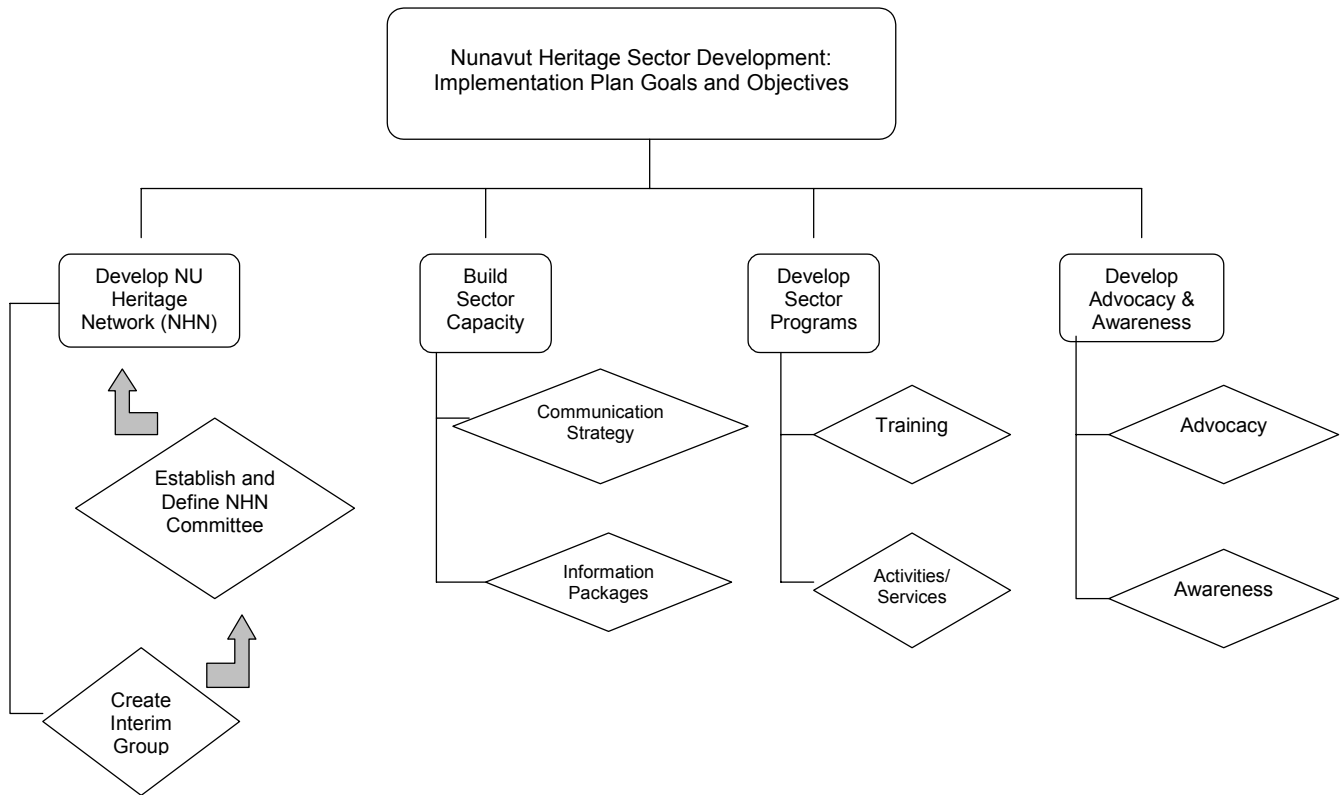 Nunavut Heritage Sector Development:
Implementation Plan Goals and Objectives
Develop NU
Heritage
Network (NHN)
Build
Sector
Capacity
Develop
Sector
Programs
Develop
Advocacy &
Awareness
Communication
Strategy
Training
Advocacy
Establish and
Define NHN
Committee
Information
Packages
Activities/
Services
Awareness
Create
Interim
Group